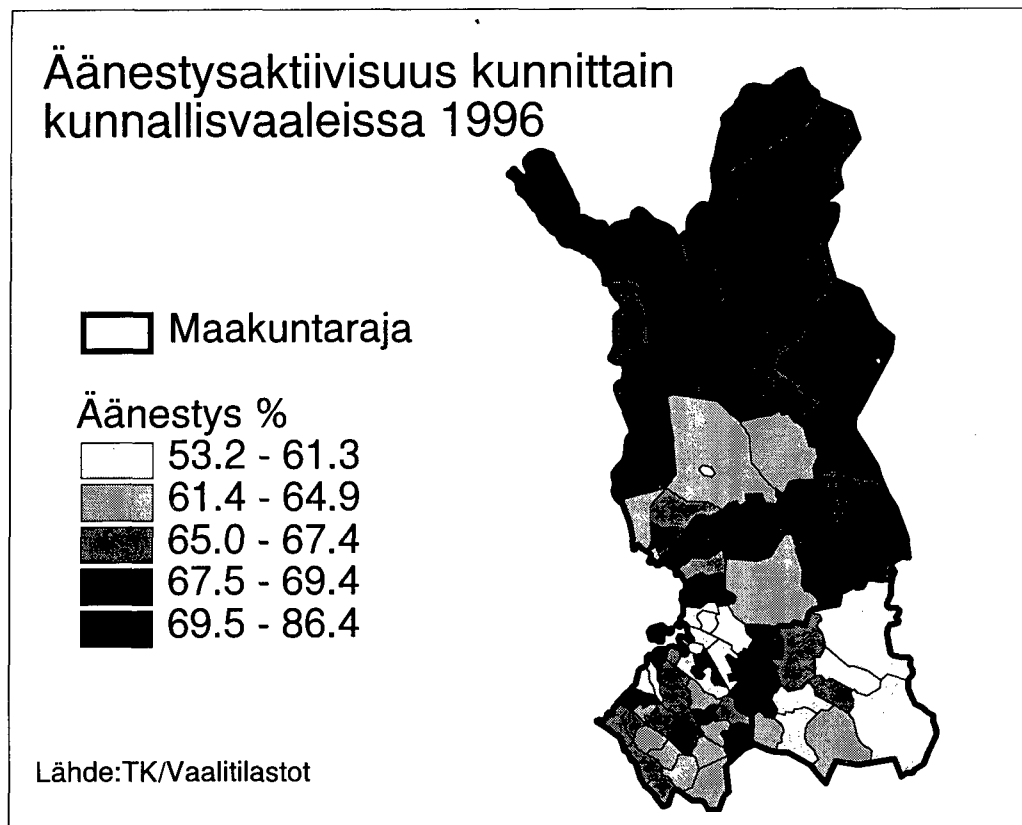 Äänestysaktiivisuus kunnittain
kunnallisvaaleissa 1996
Maakuntaraja
Äänestys %
53.2 - 61.3
61.4 - 64.9
65.0 - 67.4
67.5 - 69.4
69.5 - 86.4
Lähde:TK/Vaalitilastot